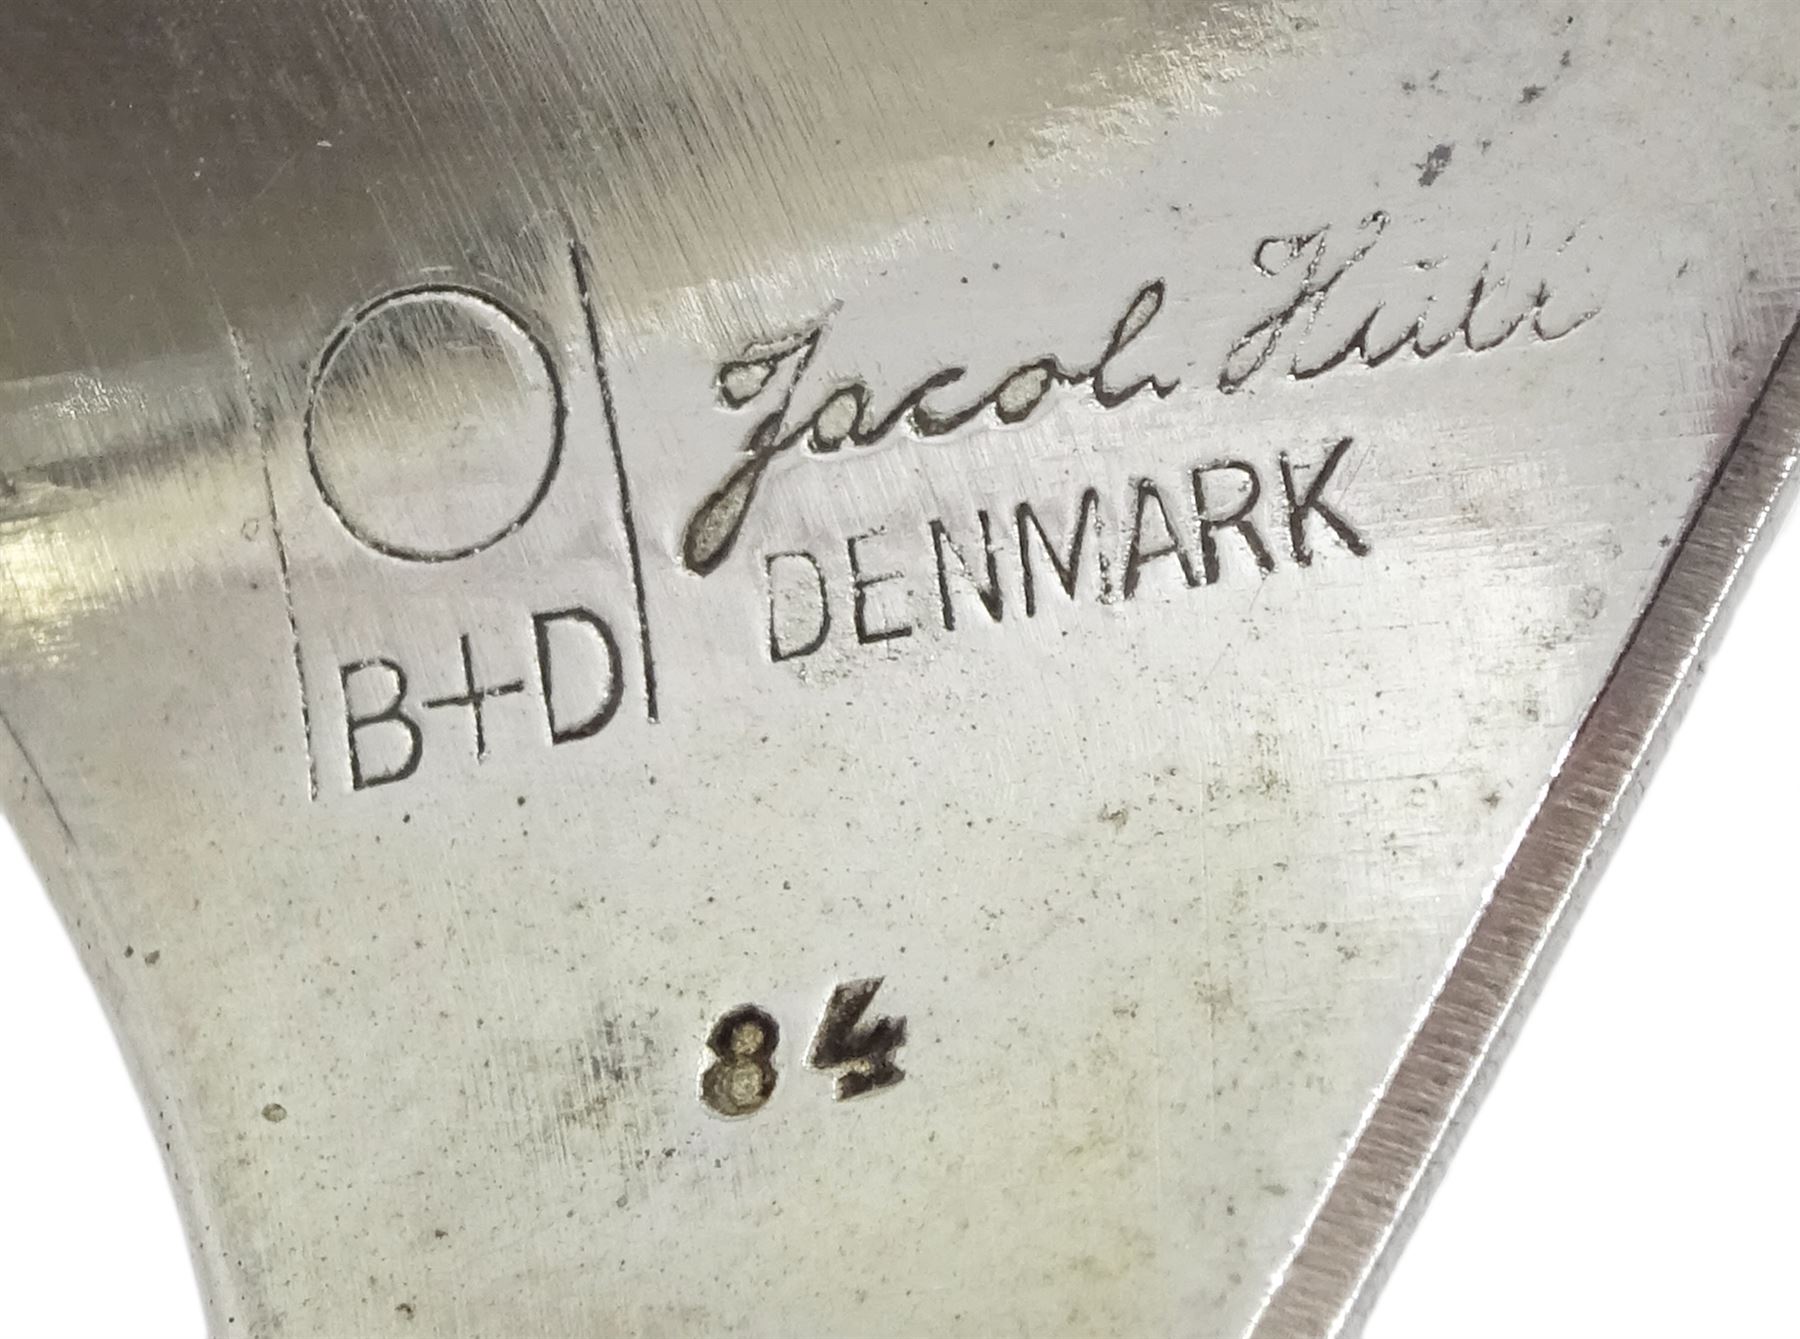 Jacob Hull
DENMARK
B+D
84